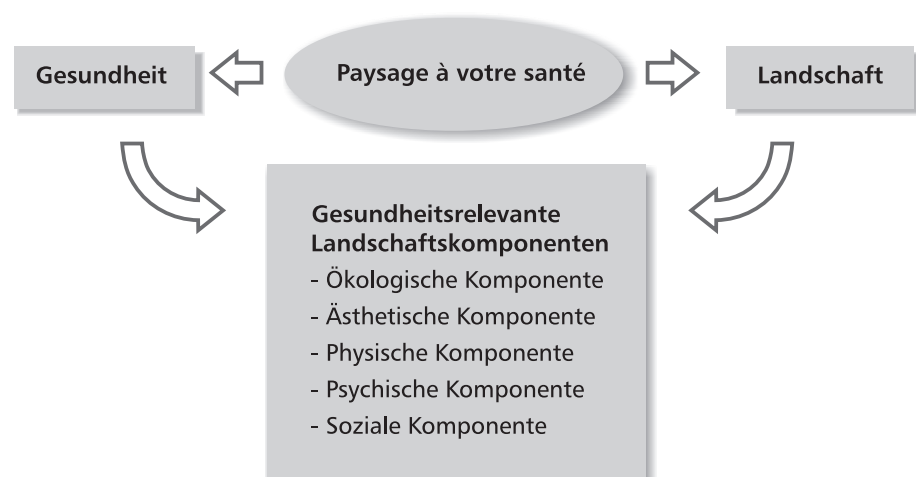 Gesundheit
Paysage à votre santé
Landschaft
Gesundheitsrelevante
Landschaftskomponenten
- Ökologische Komponente
- Ästhetische Komponente
- Physische Komponente
- Psychische Komponente
- Soziale Komponente